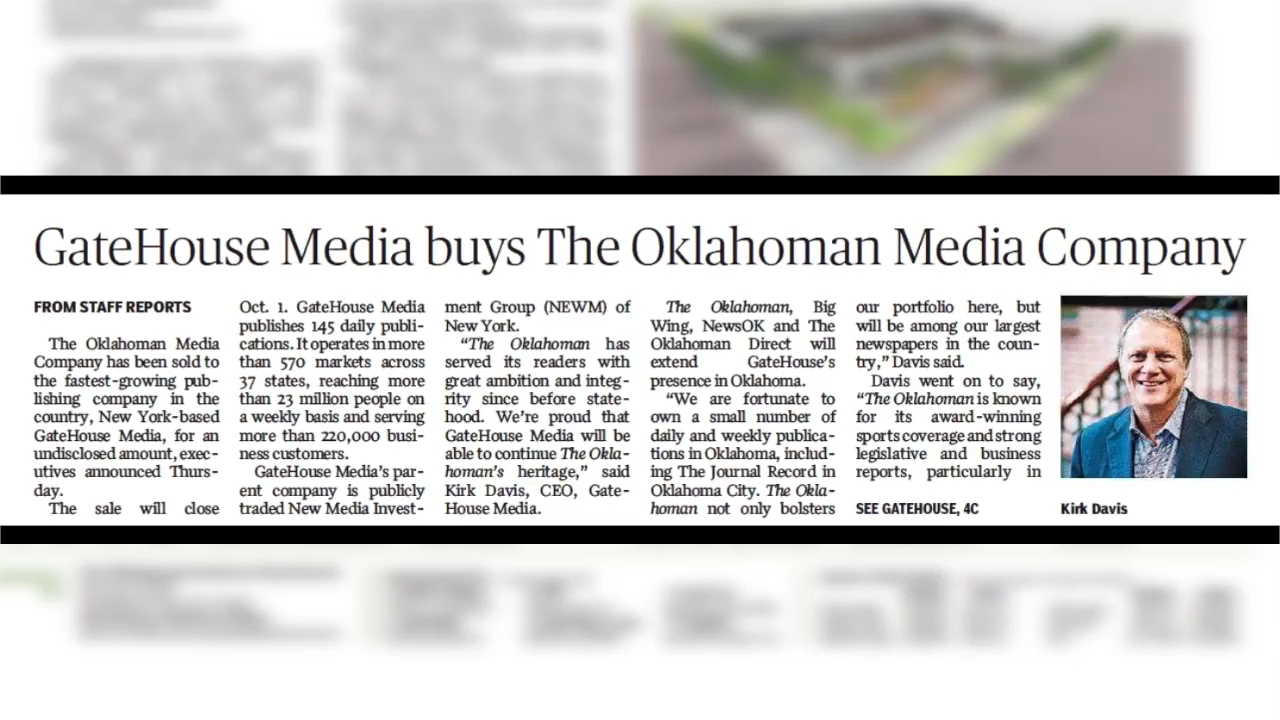 GateHouse Media buys The Oklahoman Media Company
FROM STAFF REPORTS
The Oklahoman Media
Company has been sold to
the fastest-growing pub-
lishing company in the
country, New York-based
GateHouse Media, for an
undisclosed amount, exec-
utives announced Thurs-
day.
The sale will close
Oct. 1. GateHouse Media
publishes 145 daily publi-
cations. It operates in more
than 570 markets across
37 states, reaching more
than 23 million people on
a weekly basis and serving
more than 220,000 busi-
ness customers.
GateHouse Media's par-
ent company is publicly
traded New Media Invest-
ment Group (NEWM) of
New York.
"The Oklahoman has
served its readers with
great ambition and integ-
rity since before state-
hood. We're proud that
GateHouse Media will be
able to continue The Okla-
homan's heritage," said
Kirk Davis, CEO, Gate-
House Media.
The Oklahoman, Big
Wing, NewsOK and The
Oklahoman Direct will
extend GateHouse's
presence in Oklahoma.
"We are fortunate to
own a small number of
daily and weekly publica-
tions in Oklahoma, includ-
ing The Journal Record in
Oklahoma City. The Okla-
homan not only bolsters
our portfolio here, but
will be among our largest
newspapers in the coun-
try," Davis said.
Davis went on to say,
"The Oklahoman is known
for its award-winning
sports coverage and strong
legislative and business
reports, particularly in
SEE GATEHOUSE, 4C
Kirk Davis